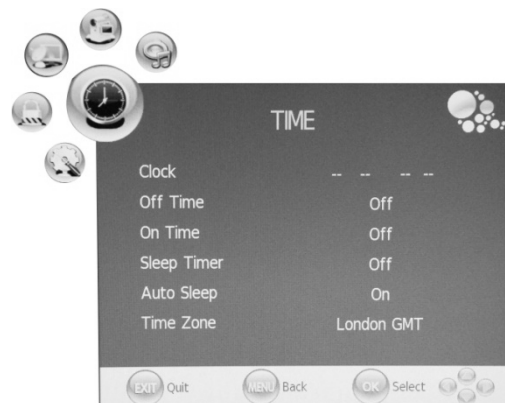 TIME
Clock -- -- -- --
Off Time Off
On Time Off
Sleep Timer Off
Auto Sleep On
Time Zone London GMT
EXIT Quit MENU Back OK Select